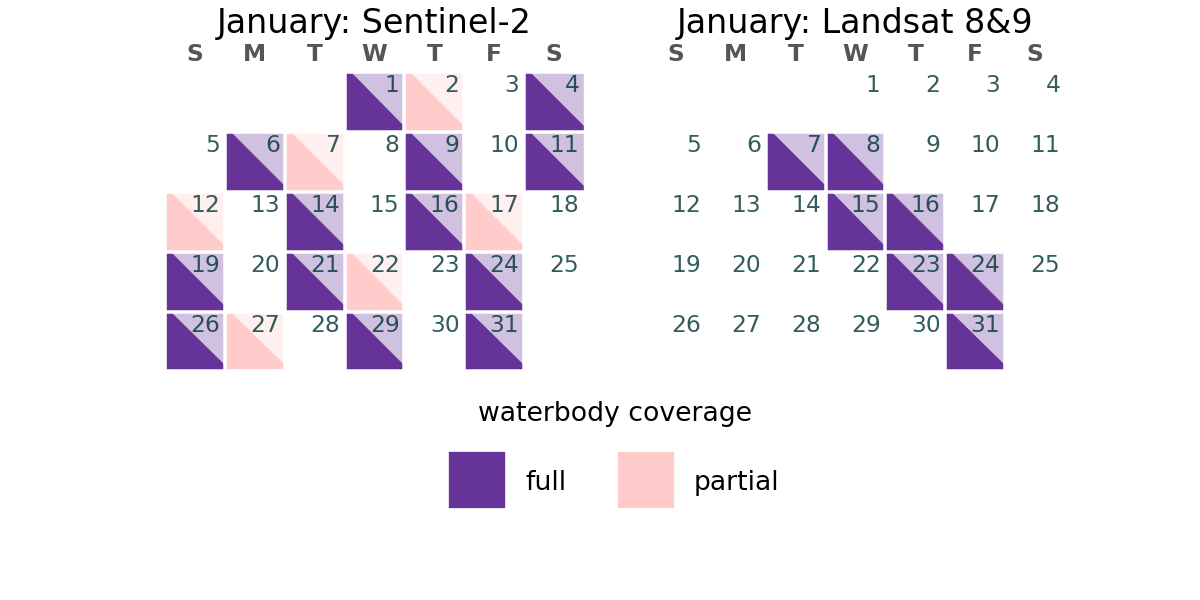 January: Sentinel-2
S M T W T F S
1 2 3 4
5 6 7 8 9 10 11
12 13 14 15 16 17 18
19 20 21 22 23 24 25
26 27 28 29 30 31
January: Landsat 8&9
S M T W T F S
1 2 3 4
5 6 7 8 9 10 11
12 13 14 15 16 17 18
19 20 21 22 23 24 25
26 27 28 29 30 31
waterbody coverage
full
partial